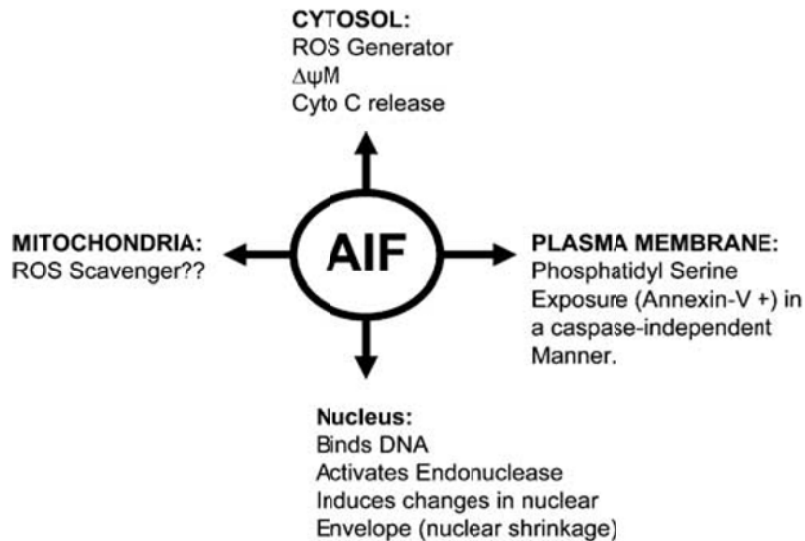 CYTOSOL:
ROS Generator
ΔψM
Cyto C release
MITOCHONDRIA:
ROS Scavenger??
AIF
PLASMA MEMBRANE:
Phosphatidyl Serine
Exposure (Annexin-V +) in
a caspase-independent
Manner.
Nucleus:
Binds DNA
Activates Endonuclease
Induces changes in nuclear
Envelope (nuclear shrinkage)